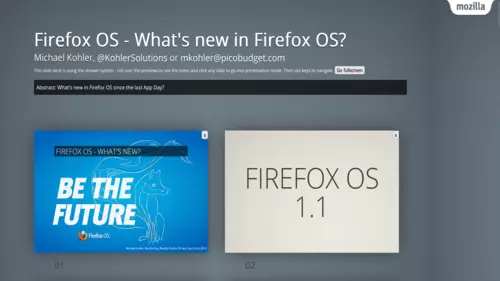 mozilla
Firefox OS - What's new in Firefox OS?
Michael Kohler, @KohlerSolutions or mkohler@picobudget.com
This slide deck is using the shower system - roll over the previews to see the notes and click any slide to go into presentation mode. Then use keys to navigate. Go fullscreen
Abstract: What's new in Firefox OS since the last App Day?
FIREFOX OS - WHAT'S NEW?
BE THE
FUTURE
Firefox OS
01
FIREFOX OS
1.1
02